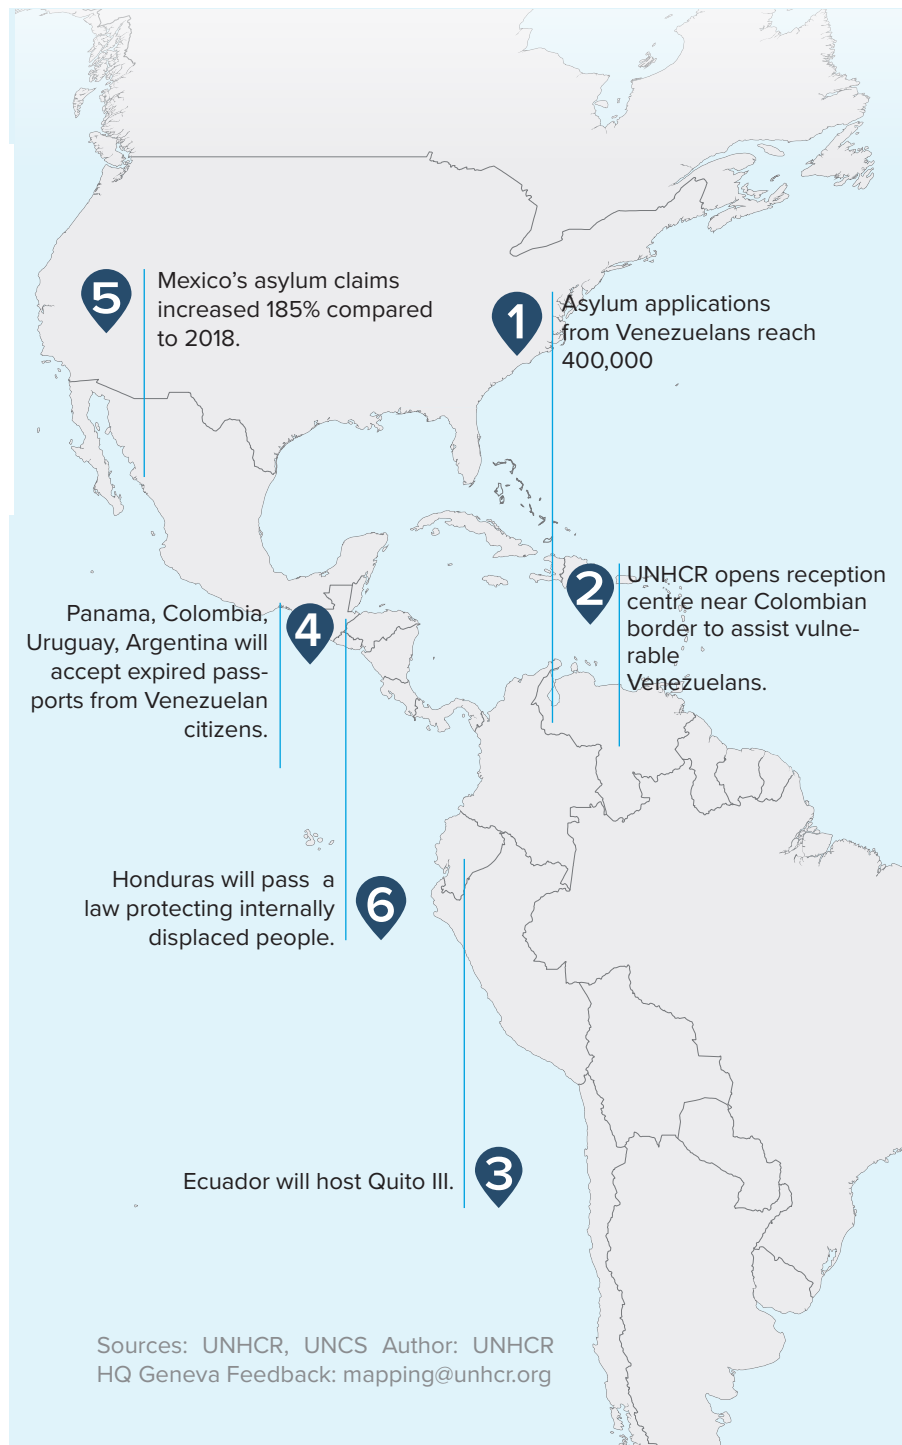 5
Mexico’s asylum claims
increased 185% compared
to 2018.
1
Asylum applications
from Venezuelans reach
400,000
2
UNHCR opens reception
centre near Colombian
border to assist vulne-
rable
Venezuelans.
Panama, Colombia,
Uruguay, Argentina will
accept expired pass-
ports from Venezuelan
citizens.
4
Honduras will pass  a
law protecting internally
displaced people.
6
Ecuador will host Quito III.
3
Sources: UNHCR, UNCS Author: UNHCR
HQ Geneva Feedback: mapping@unhcr.org